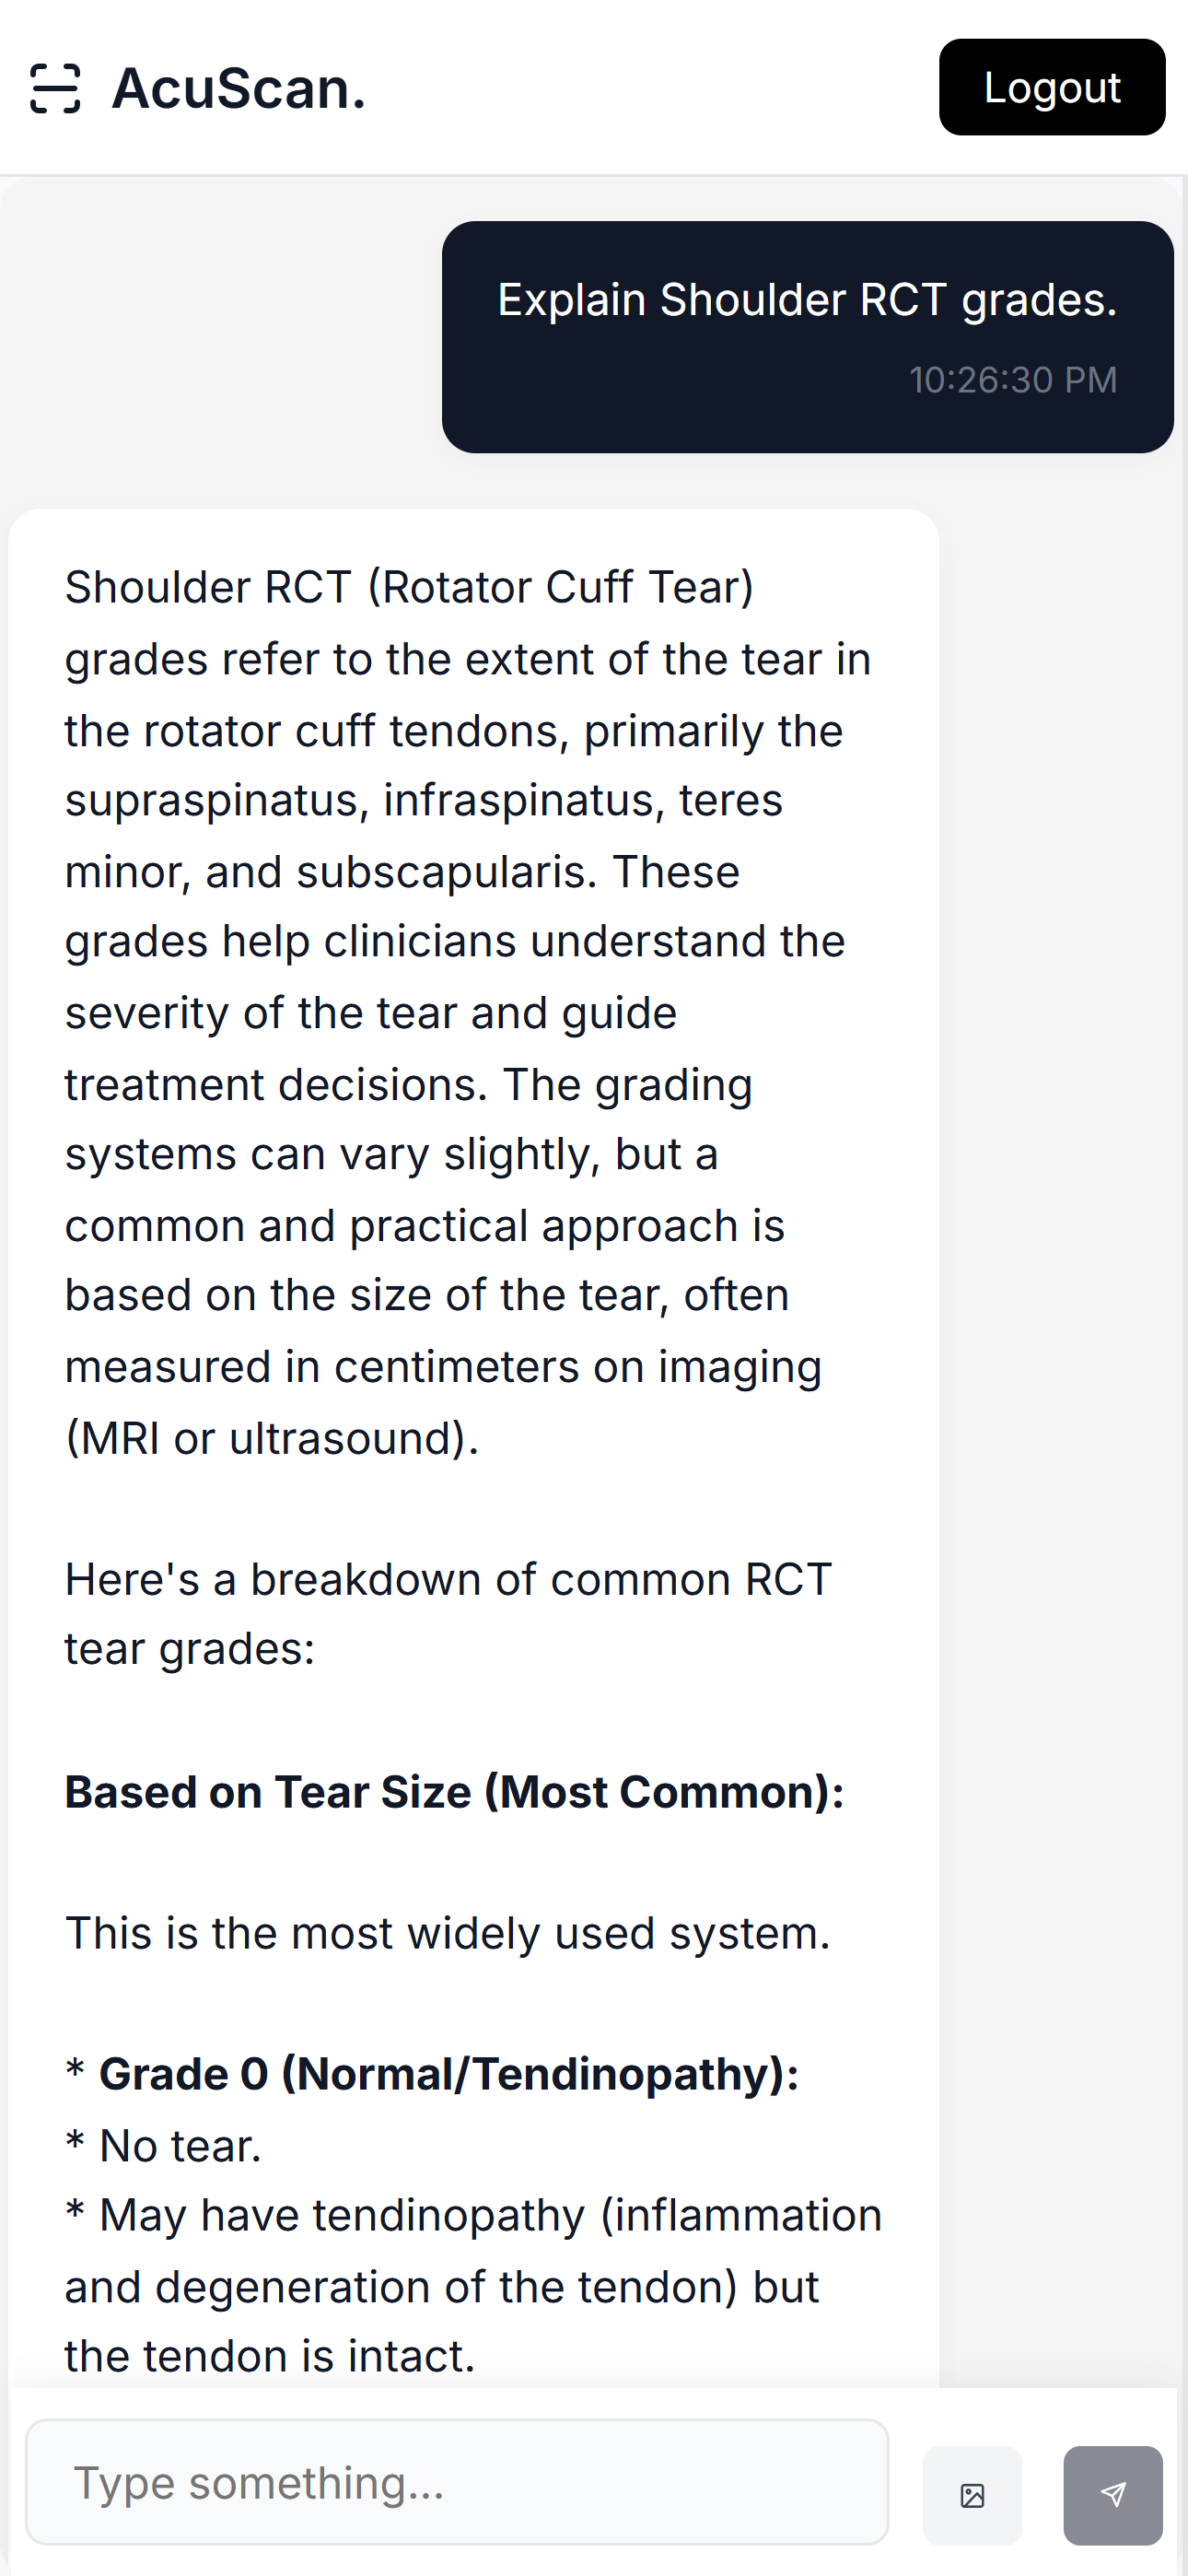 AcuScan.
Logout
Explain Shoulder RCT grades.
10:26:30 PM
Shoulder RCT (Rotator Cuff Tear)
grades refer to the extent of the tear in
the rotator cuff tendons, primarily the
supraspinatus, infraspinatus, teres
minor, and subscapularis. These
grades help clinicians understand the
severity of the tear and guide
treatment decisions. The grading
systems can vary slightly, but a
common and practical approach is
based on the size of the tear, often
measured in centimeters on imaging
(MRI or ultrasound).
Here's a breakdown of common RCT
tear grades:
Based on Tear Size (Most Common):
This is the most widely used system.
* Grade 0 (Normal/Tendinopathy):
* No tear.
* May have tendinopathy (inflammation
and degeneration of the tendon) but
the tendon is intact.
Type something...